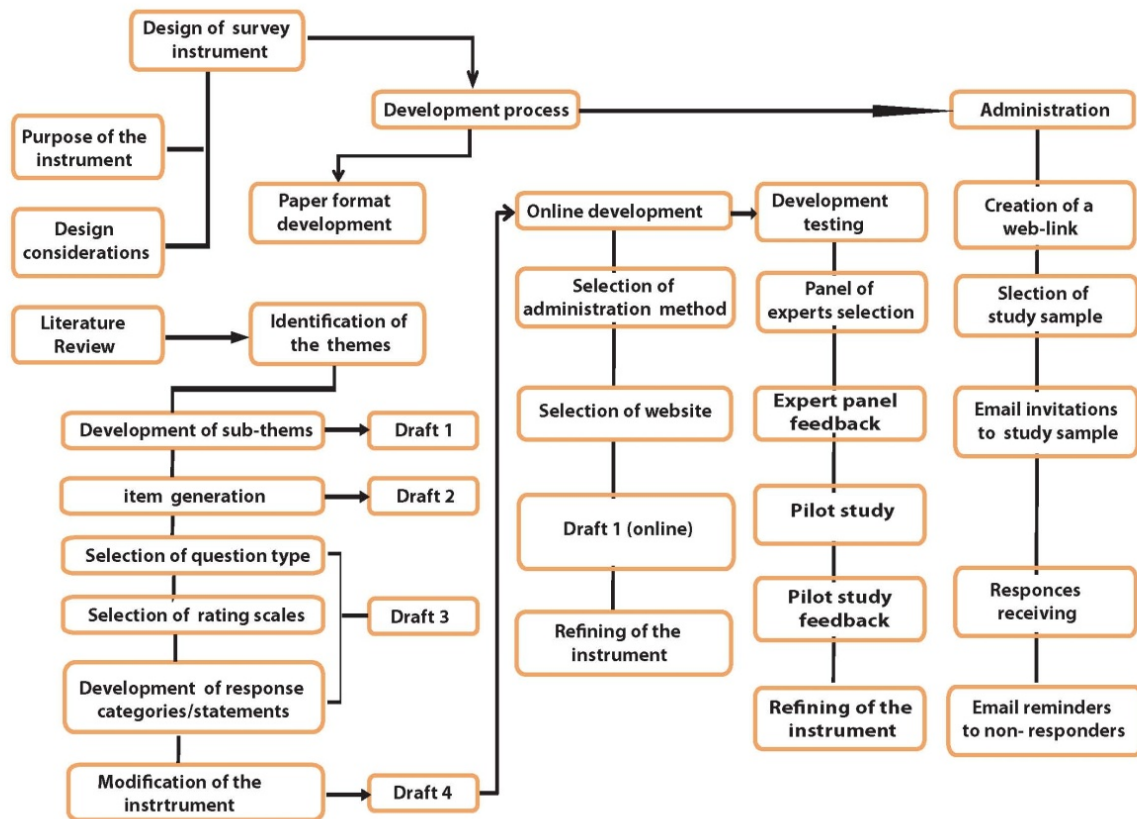 Design of survey
instrument
Development process
Administration
Purpose of the
instrument
Design
considerations
Paper format
development
Literature
Review
Identification of
the themes
Development of sub-thems
Draft 1
item generation
Draft 2
Selection of question type
Selection of rating scales
Draft 3
Development of response
categories/statements
Modification of the
instrtrument
Draft 4
Online development
Selection of
administration method
Selection of website
Draft 1 (online)
Refining of the
instrument
Development
testing
Panel of
experts selection
Expert panel
feedback
Pilot study
Pilot study
feedback
Refining of the
instrument
Creation of a
web-link
Slection of
study sample
Email invitations
to study sample
Responces
receiving
Email reminders
to non- responders